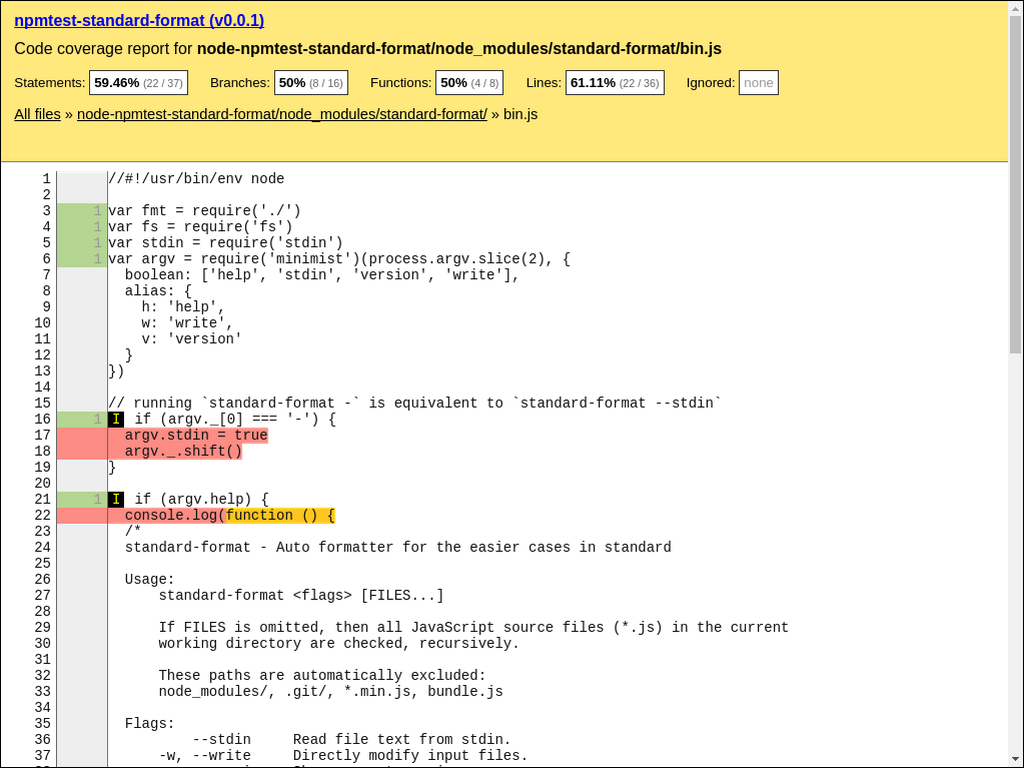 npmtest-standard-format (v0.0.1)
Code coverage report for node-npmtest-standard-format/node_modules/standard-format/bin.js
Statements: 59.46% (22 / 37) Branches: 50% (8 / 16) Functions: 50% (4 / 8) Lines: 61.11% (22 / 36) Ignored: none
All files » node-npmtest-standard-format/node_modules/standard-format/ » bin.js
1 //#!/usr/bin/env node
2
3 1 var fmt = require('./')
4 1 var fs = require('fs')
5 1 var stdin = require('stdin')
6 1 var argv = require('minimist')(process.argv.slice(2), {
7   boolean: ['help', 'stdin', 'version', 'write'],
8   alias: {
9     h: 'help',
10     w: 'write',
11     v: 'version'
12   }
13 })
14
15 // running `standard-format -` is equivalent to `standard-format --stdin`
16 1 I if (argv._[0] === '-') {
17   argv.stdin = true
18   argv._.shift()
19 }
20
21 1 I if (argv.help) {
22   console.log(function () {
23   /*
24   standard-format - Auto formatter for the easier cases in standard
25
26   Usage:
27       standard-format <flags> [FILES...]
28
29       If FILES is omitted, then all JavaScript source files (*.js) in the current
30       working directory are checked, recursively.
31
32       These paths are automatically excluded:
33       node_modules/, .git/, *.min.js, bundle.js
34
35   Flags:
36           --stdin     Read file text from stdin.
37       -w, --write     Directly modify input files.